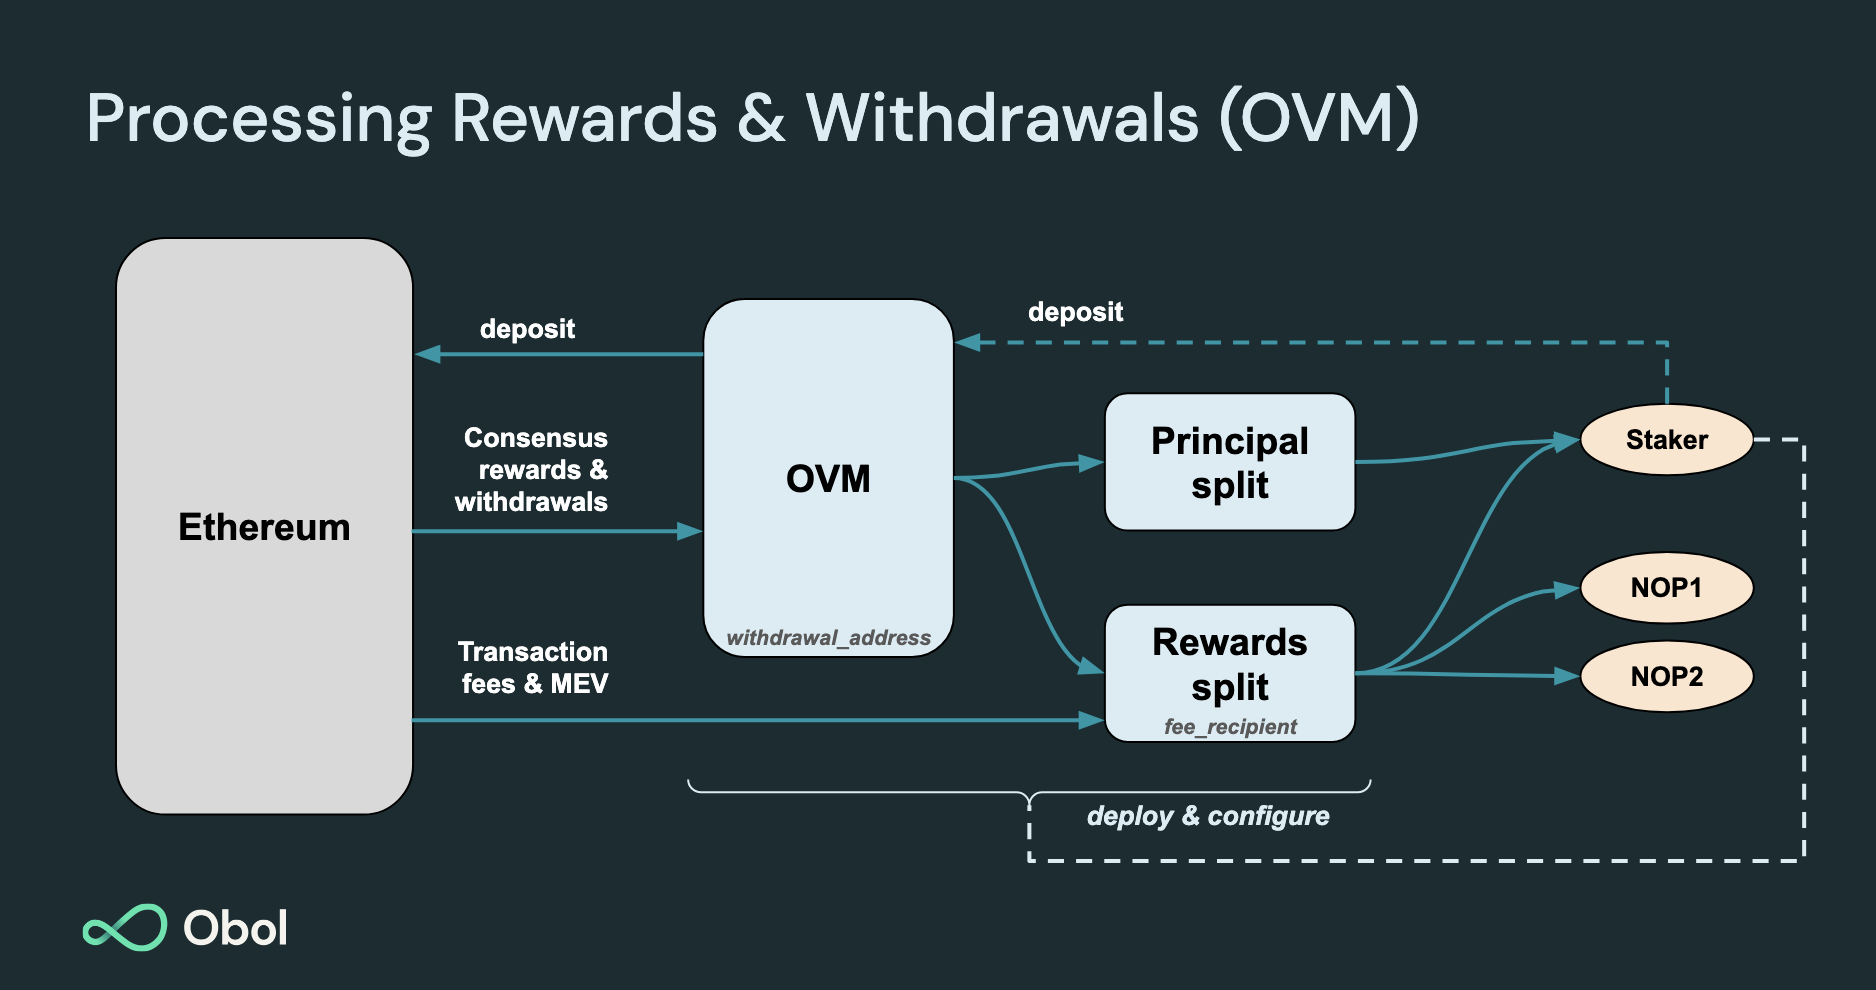 Processing Rewards & Withdrawals (OVM)
deposit
deposit
Consensus
rewards &
withdrawals
Ethereum
OVM
withdrawal_address
Principal
split
Staker
NOP1
Transaction
fees & MEV
Rewards
split
fee_recipient
NOP2
deploy & configure
Obol